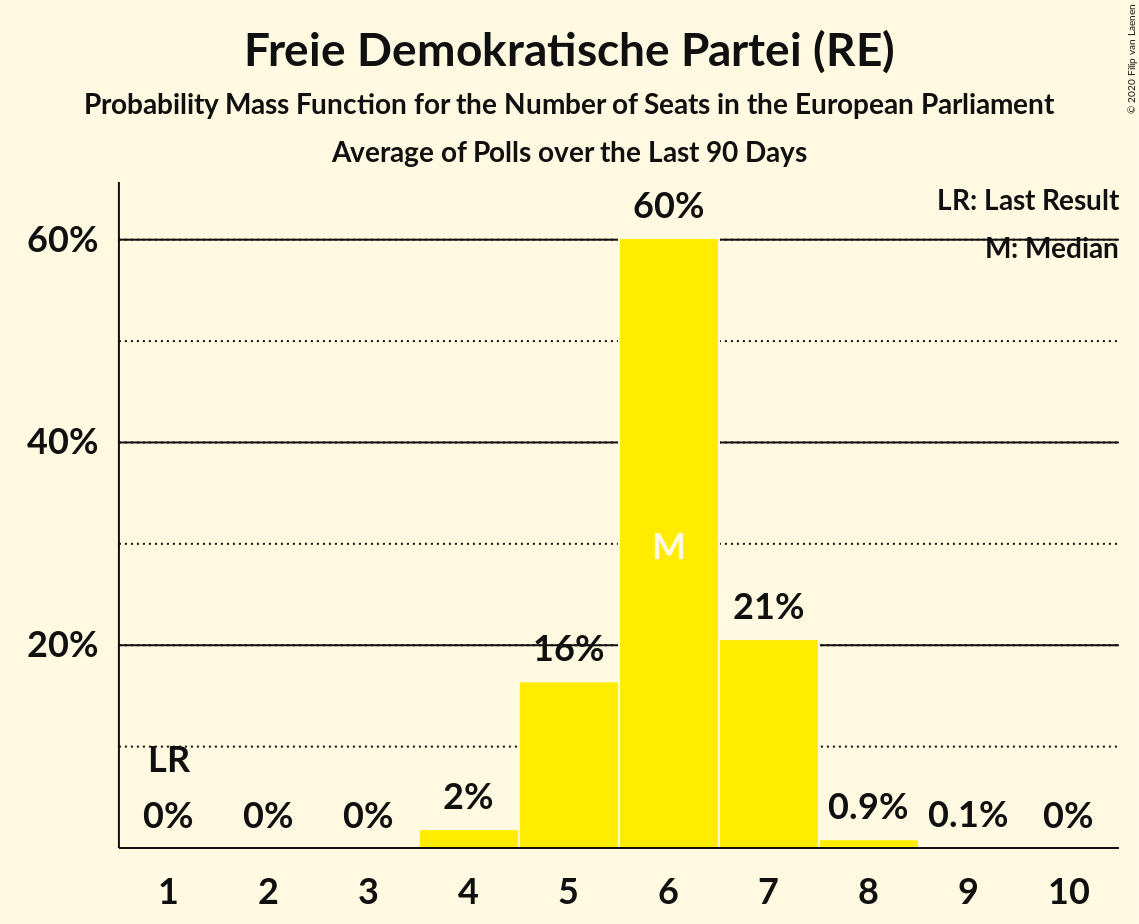 Freie Demokratische Partei (RE)
Probability Mass Function for the Number of Seats in the European Parliament
Average of Polls over the Last 90 Days
© 2020 Filip van Laenen
LR: Last Result
M: Median
60%
40%
20%
LR
0%
0%
0%
2%
16%
60%
M
21%
0.9%
0.1%
0%
1 2 3 4 5 6 7 8 9 10